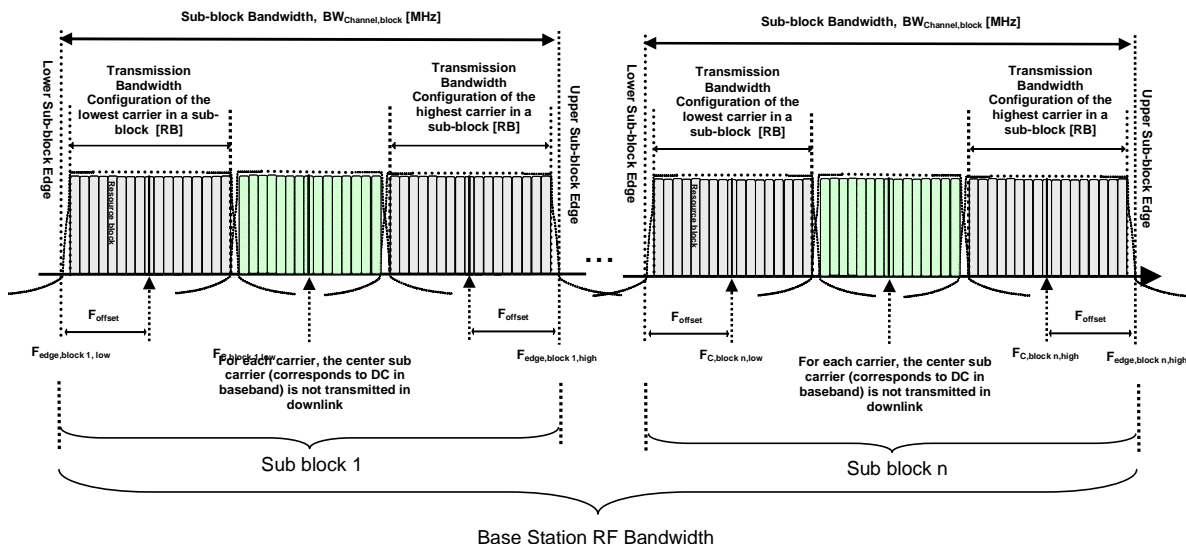 Sub-block Bandwidth, BWChannel,block [MHz]
Lower Sub-block Edge
Transmission
Bandwidth
Configuration of the
lowest carrier in a sub-
block [RB]
Transmission
Bandwidth
Configuration of
the highest carrier in a
sub-block [RB]
Upper Sub-block Edge
Resource block
Foffset
Foffset
Fedge,block 1, low
FC,block 1,low
Fedge,block 1,high
For each carrier, the center sub
carrier (corresponds to DC in
baseband) is not transmitted in
downlink
Sub block 1
...
Sub-block Bandwidth, BWChannel,block [MHz]
Lower Sub-block Edge
Transmission
Bandwidth
Configuration of the
lowest carrier in a
sub-block [RB]
Transmission
Bandwidth
Configuration of the
highest carrier in a
sub-block [RB]
Upper Sub-block Edge
Resource block
Foffset
Foffset
FC,block n,low
FC,block n,high
Fedge,block n,high
For each carrier, the center sub
carrier (corresponds to DC in
baseband) is not transmitted in
downlink
Sub block n
Base Station RF Bandwidth